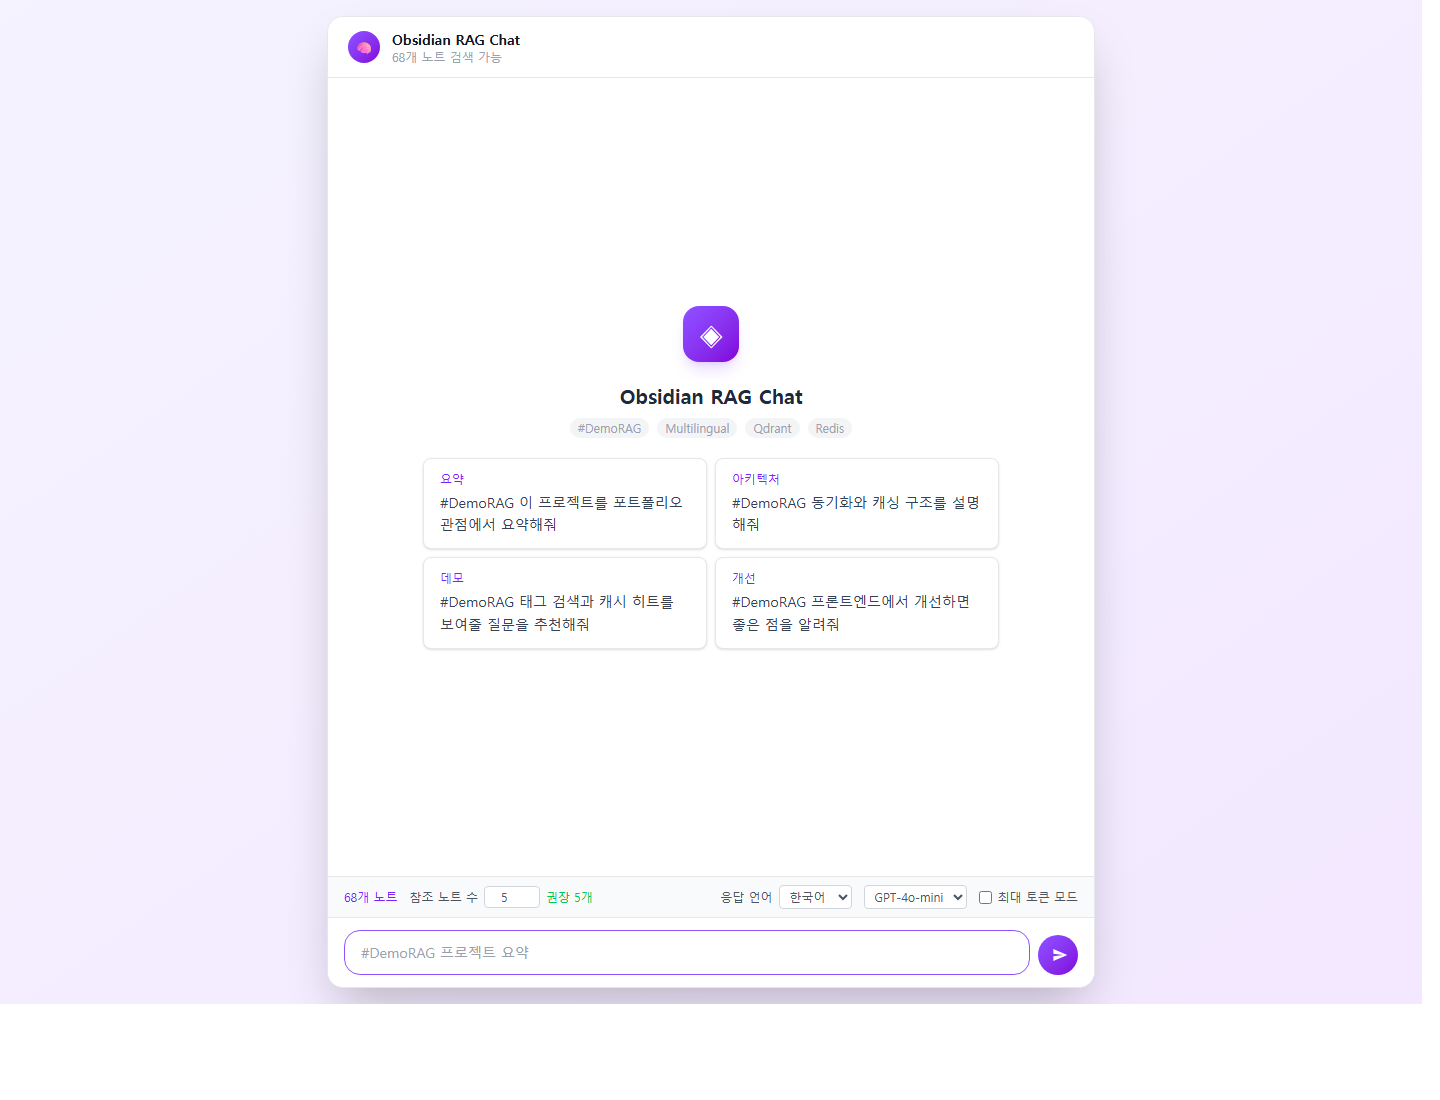 Obsidian RAG Chat
68개 노트 검색 가능
Obsidian RAG Chat
#DemoRAG Multilingual Qdrant Redis
요약
#DemoRAG 이 프로젝트를 포트폴리오
관점에서 요약해줘
아키텍처
#DemoRAG 동기화와 캐싱 구조를 설명
해줘
데모
#DemoRAG 태그 검색과 캐시 히트를
보여줄 질문을 추천해줘
개선
#DemoRAG 프론트엔드에서 개선하면
좋은 점을 알려줘
68개 노트 참조 노트 수 5 권장 5개 응답 언어 한국어 GPT-4o-mini 최대 토큰 모드
#DemoRAG 프로젝트 요약